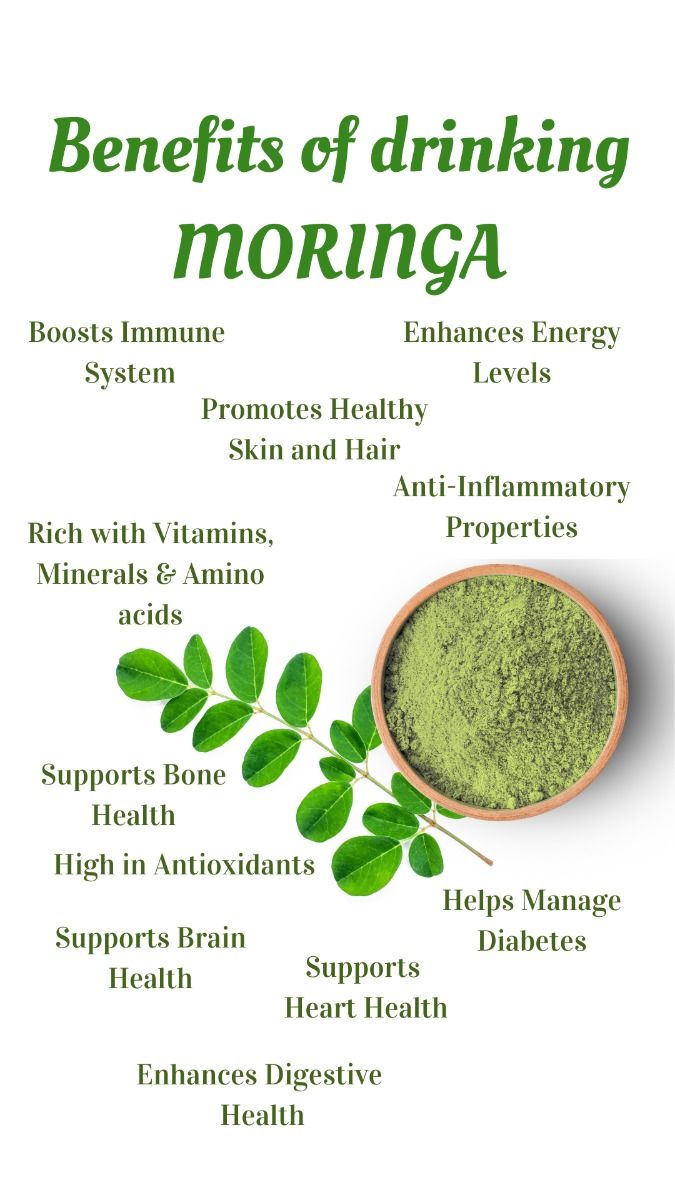 Benefits of drinking
MORINGA
Boosts Immune
System
Enhances Energy
Levels
Promotes Healthy
Skin and Hair
Anti-Inflammatory
Properties
Rich with Vitamins,
Minerals & Amino
acids
Supports Bone
Health
High in Antioxidants
Helps Manage
Diabetes
Supports Brain
Health
Supports
Heart Health
Enhances Digestive
Health